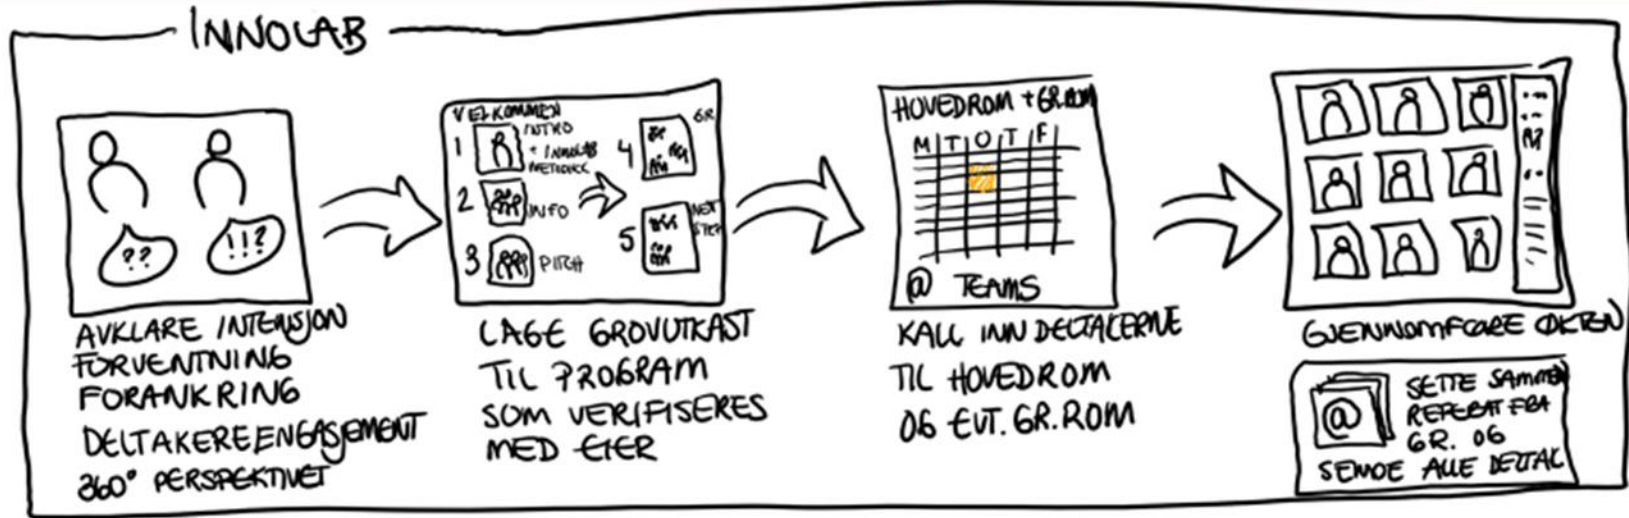 INNOLAB
?? !!?
AVKLARE INTENSJON
FORVENTNING
FORANKRING
DELTAKEREENGASJEMENT
360° PERSPEKTIVET
VELKOMMEN
1 INTRO
+ INNOLAB
METODIKK
2 INFO
3 PITCH
4 GR
5 NEXT
STEP
LAGE GROVUTKAST
TIL PROGRAM
SOM VERIFISERES
MED EIER
HOVEDROM + GR.ROM
M T O T F
@ TEAMS
KALL INN DELTAKERNE
TIL HOVEDROM
OG EVT. GR.ROM
GJENNOMFØRE ØKTEN
@ SETTE SAMMEN
REFERAT FRA
GR. OG
SENDE ALLE DELTAK